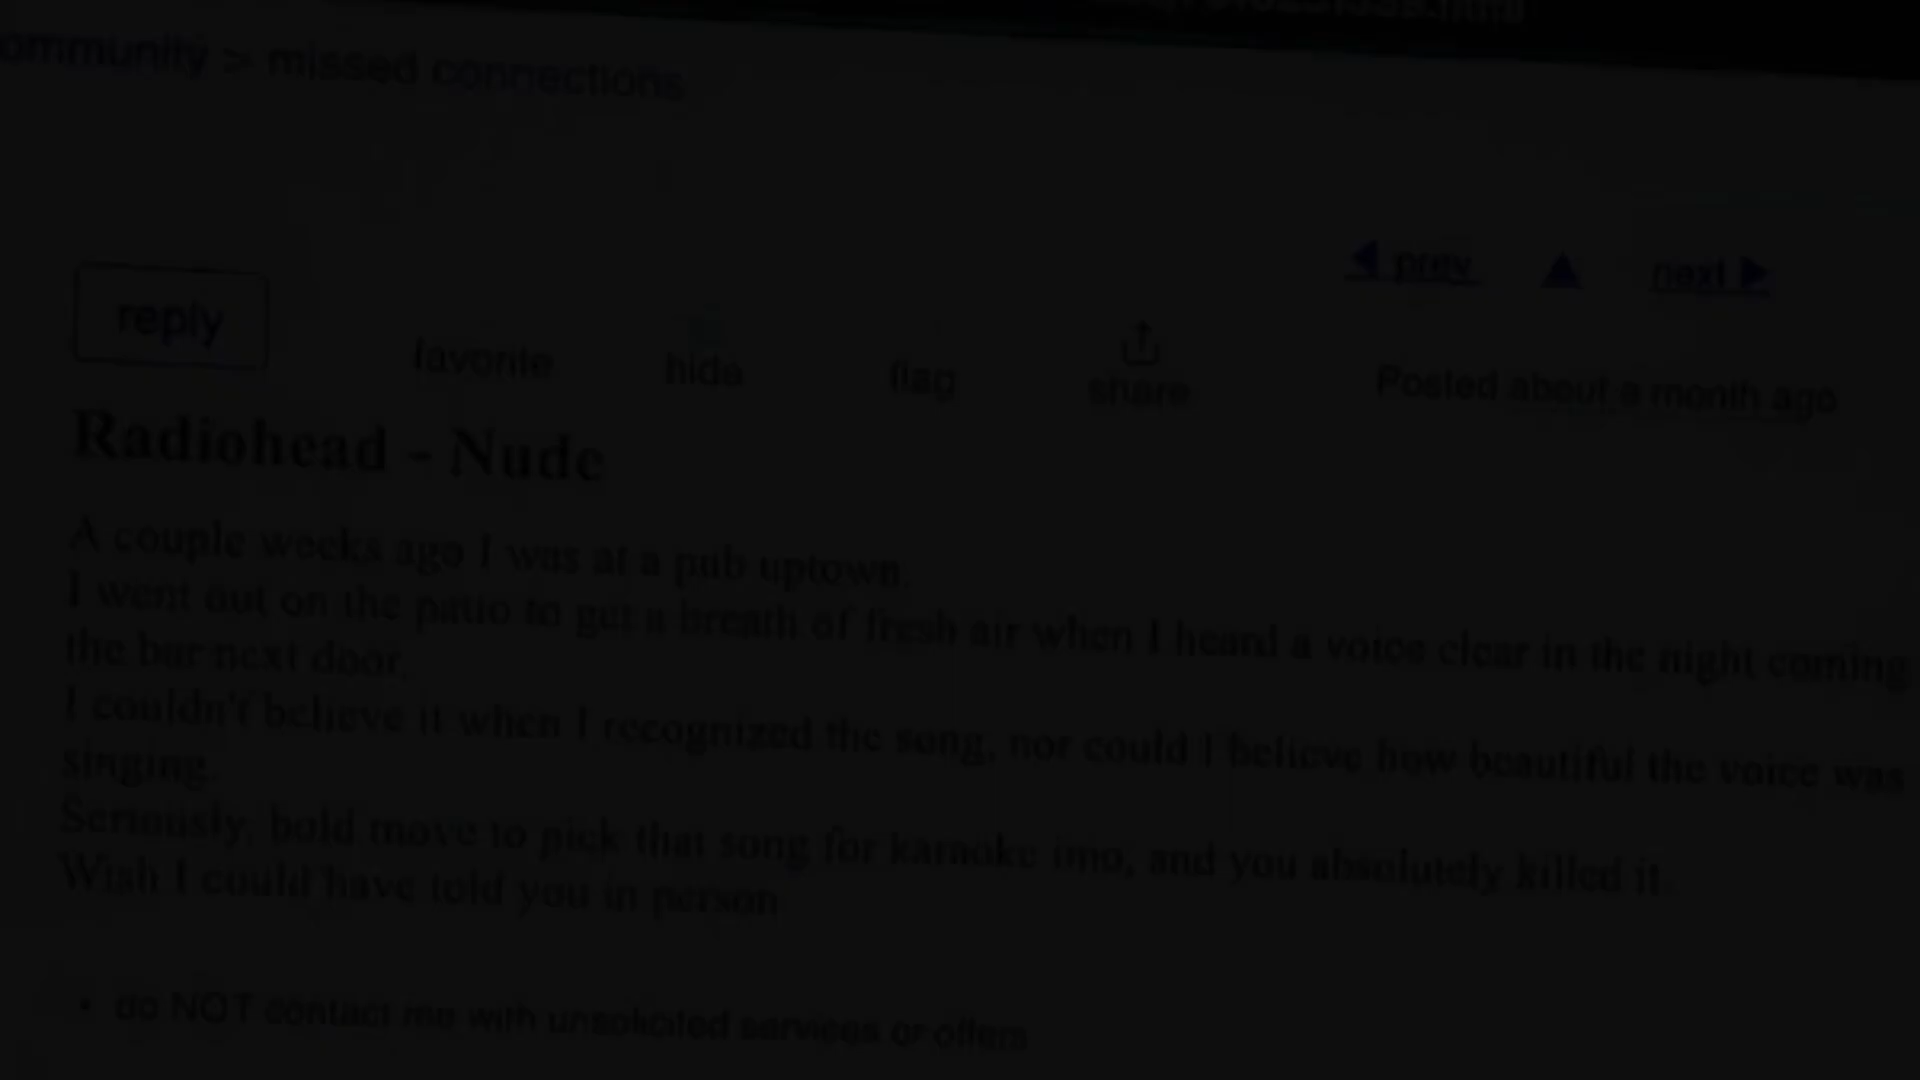 ommunity > missed connections
◀ prev ▲ next ▶
reply favorite hide flag share Posted about a month ago
Radiohead - Nude
A couple weeks ago I was at a pub uptown.
I went out on the patio to get a breath of fresh air when I heard a voice clear in the night coming
the bar next door.
I couldn't believe it when I recognized the song, nor could I believe how beautiful the voice was
singing.
Seriously, bold move to pick that song for karaoke imo, and you absolutely killed it.
Wish I could have told you in person
• do NOT contact me with unsolicited services or offers